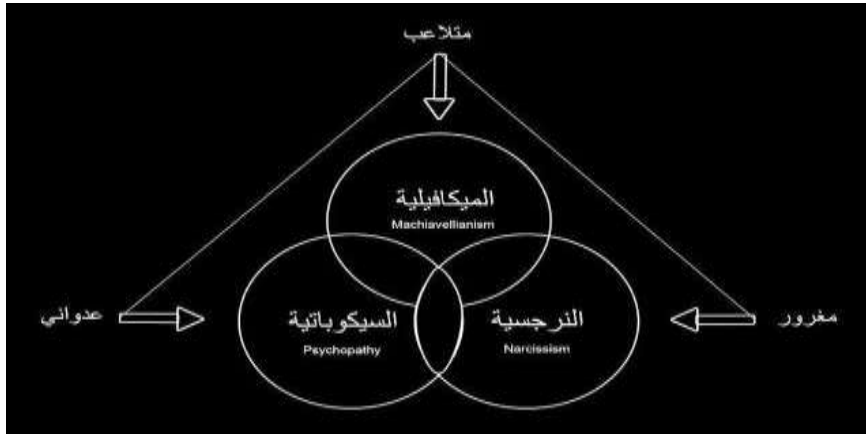 متلاعب
الميكافيلية
Machiavellianism
عدواني
السيكوباتية
Psychopathy
النرجسية
Narcissism
مغرور